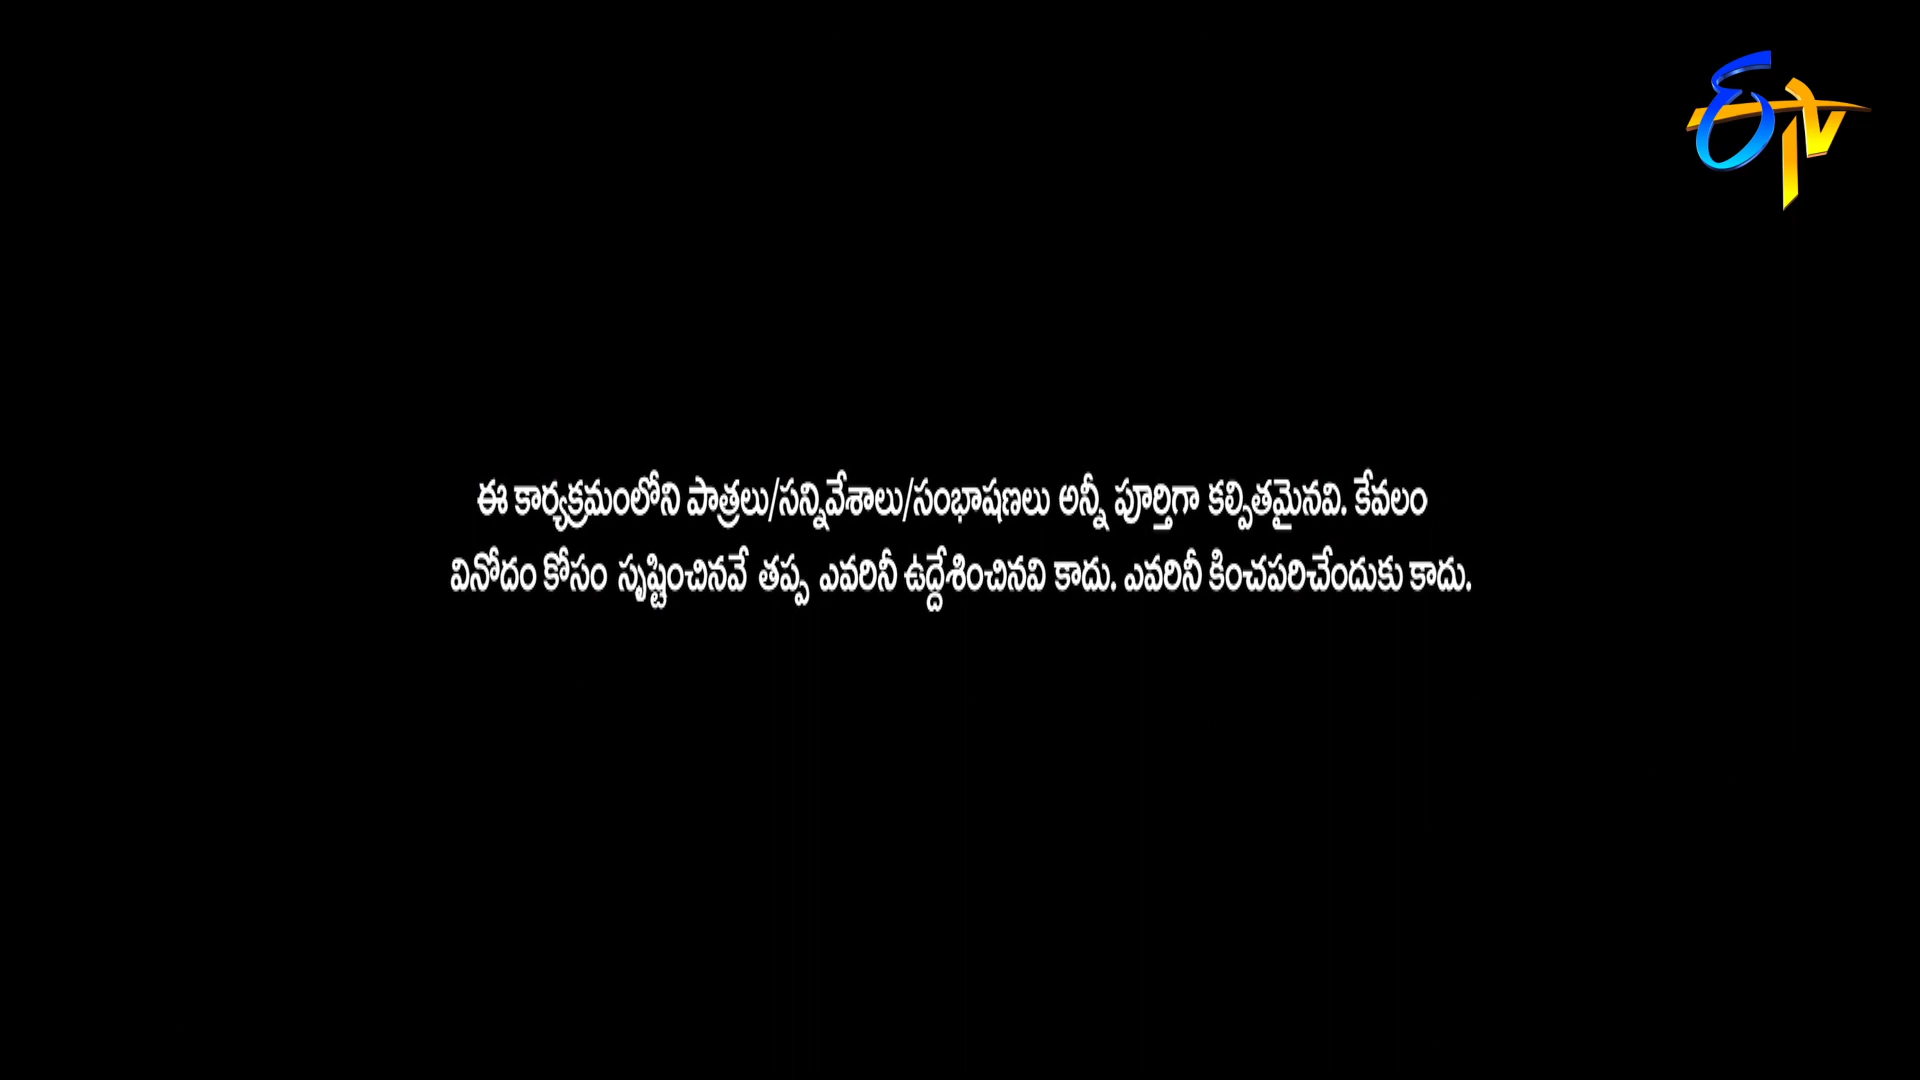 ETV
ఈ కార్యక్రమంలోని పాత్రలు/సన్నివేశాలు/సంభాషణలు అన్నీ పూర్తిగా కల్పితమైనవి. కేవలం
వినోదం కోసం సృష్టించినవే తప్ప ఎవరినీ ఉద్దేశించినవి కాదు. ఎవరినీ కించపరిచేందుకు కాదు.